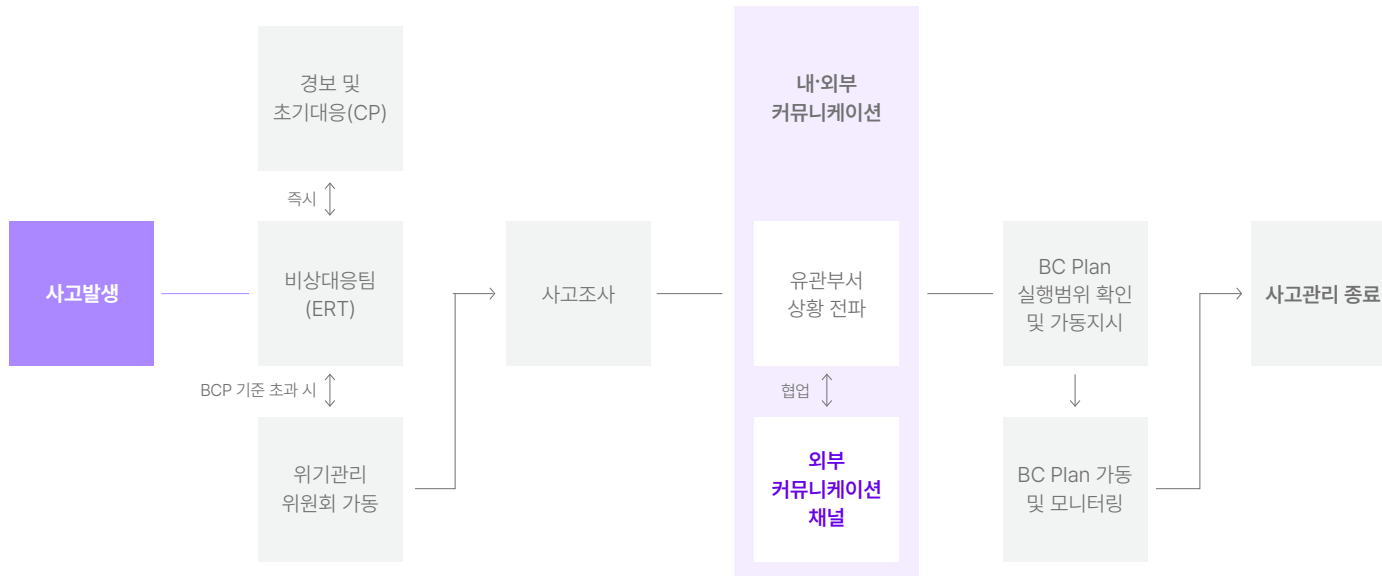 경보 및
초기대응(CP)
즉시
사고발생
비상대응팀
(ERT)
BCP 기준 초과 시
위기관리
위원회 가동
사고조사
내·외부
커뮤니케이션
유관부서
상황 전파
협업
외부
커뮤니케이션
채널
BC Plan
실행범위 확인
및 가동지시
BC Plan 가동
및 모니터링
사고관리 종료